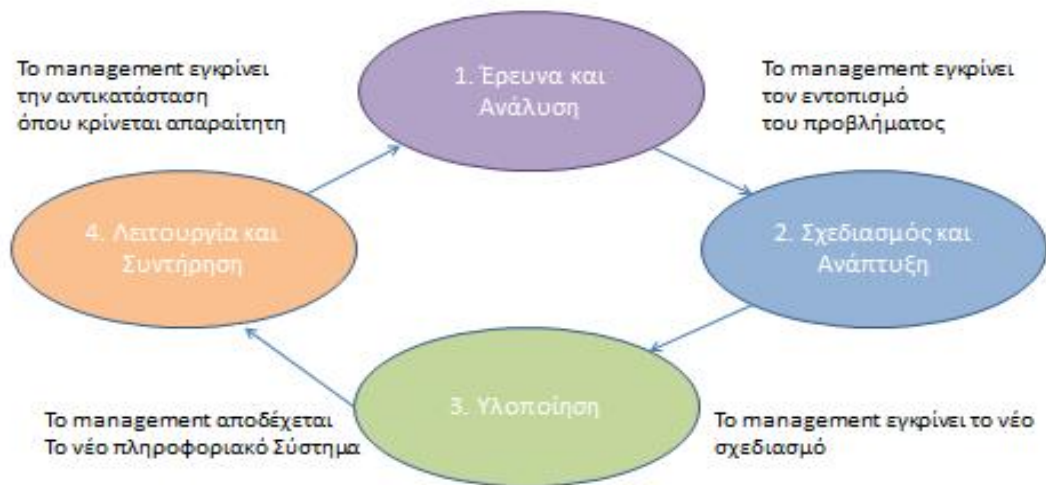 Το management εγκρίνει
την αντικατάσταση
όπου κρίνεται απαραίτητη
1. Έρευνα και
Ανάλυση
Το management εγκρίνει
τον εντοπισμό
του προβλήματος
4. Λειτουργία και
Συντήρηση
2. Σχεδιασμός και
Ανάπτυξη
3. Υλοποίηση
Το management αποδέχεται
Το νέο πληροφοριακό Σύστημα
Το management εγκρίνει το νέο
σχεδιασμό